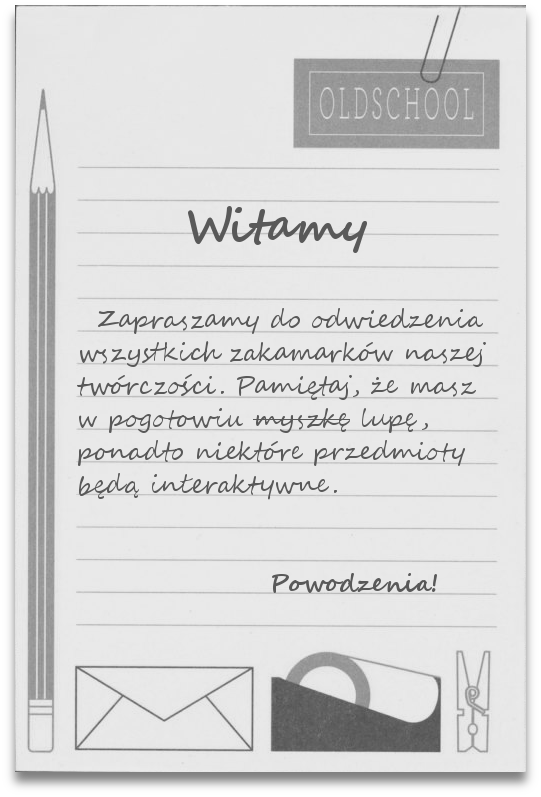 OLDSCHOOL
Witamy
Zapraszamy do odwiedzenia
wszystkich zakamarków naszej
twórczości. Pamiętaj, że masz
w pogotowiu ~~myszkę~~ lupę,
ponadto niektóre przedmioty
będą interaktywne.
Powodzenia!